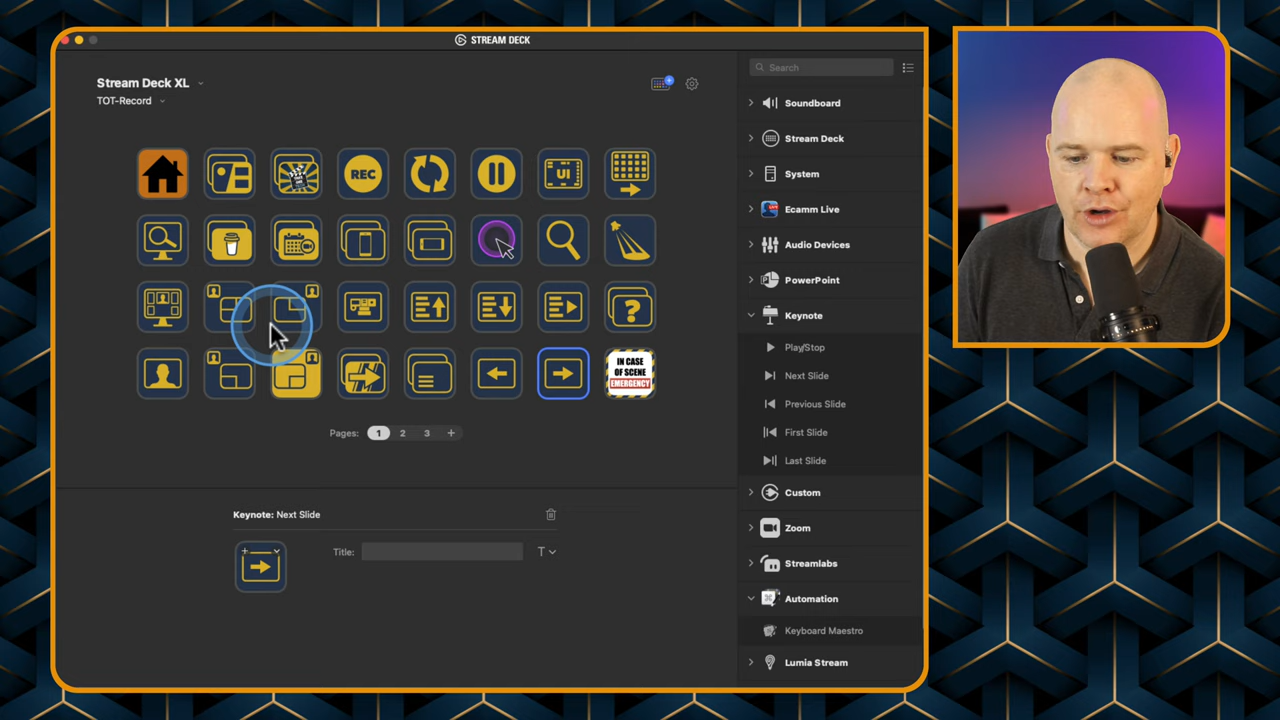 STREAM DECK
Stream Deck XL
TOT-Record
Search
Soundboard
Stream Deck
System
Ecamm Live
Audio Devices
PowerPoint
Keynote
Play/Stop
Next Slide
Previous Slide
First Slide
Last Slide
Custom
Zoom
Streamlabs
Automation
Keyboard Maestro
Lumia Stream
REC
UI
?
IN CASE
OF SCENE
EMERGENCY
Pages: 1 2 3 +
Keynote: Next Slide
Title: T